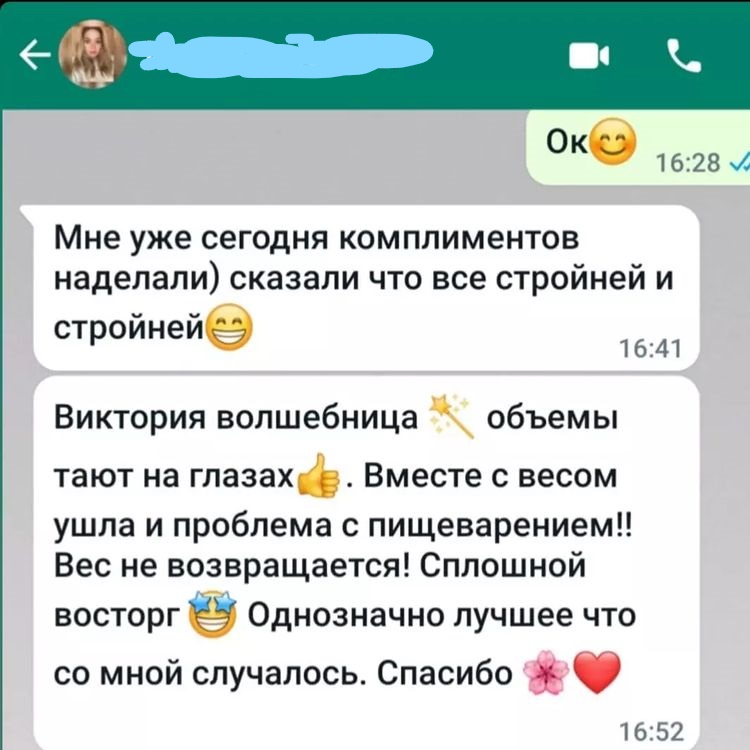 Ок😊
16:28
Мне уже сегодня комплиментов
наделали) сказали что все стройней и
стройней😁
16:41
Виктория волшебница 🪄 объемы
тают на глазах👍. Вместе с весом
ушла и проблема с пищеварением!!
Вес не возвращается! Сплошной
восторг 🤩 Однозначно лучшее что
со мной случалось. Спасибо 🌸❤️
16:52